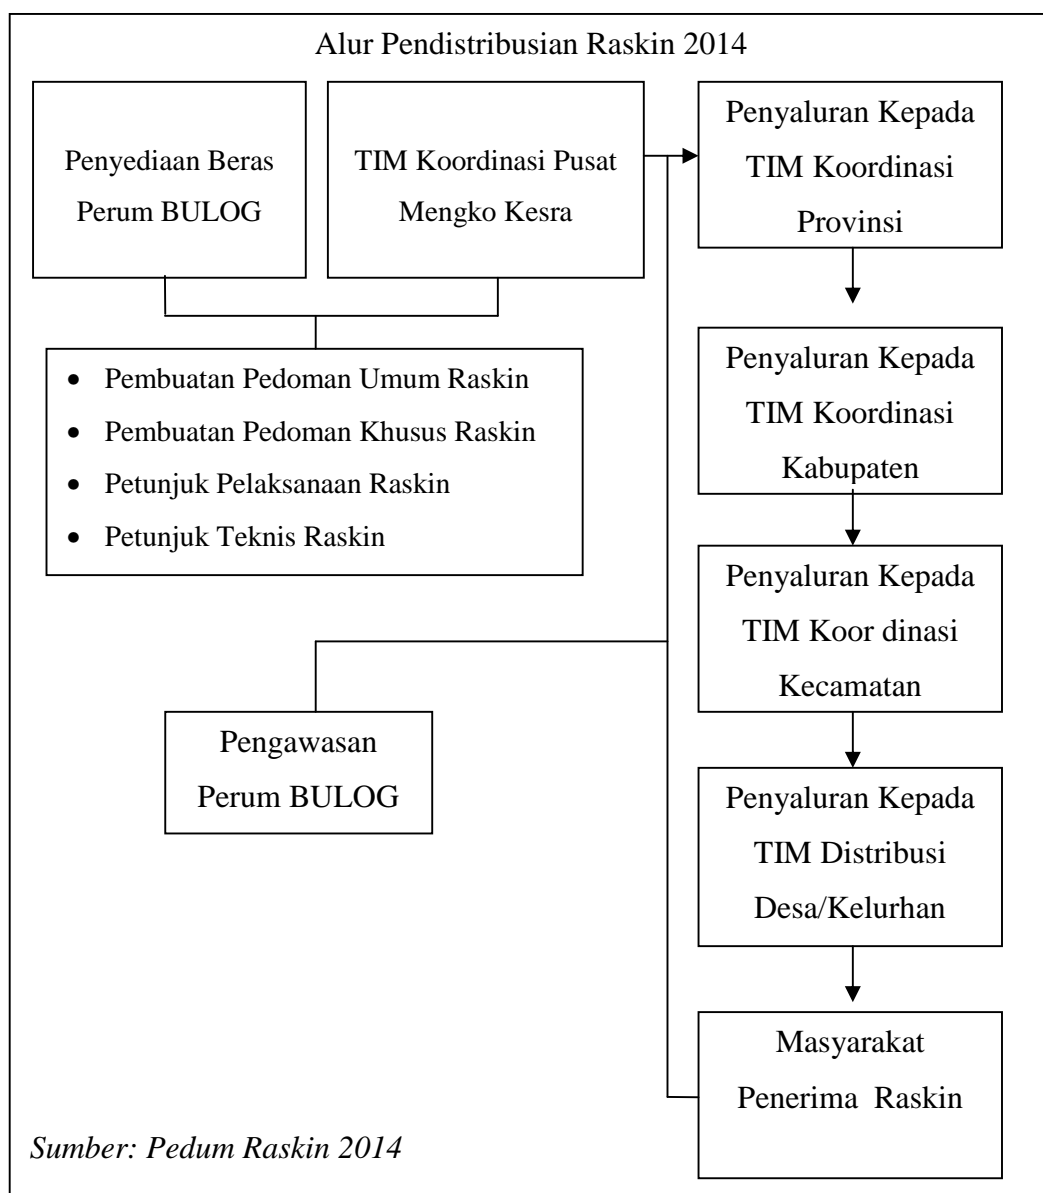 Alur Pendistribusian Raskin 2014
Penyediaan Beras
Perum BULOG
TIM Koordinasi Pusat
Mengko Kesra
Penyaluran Kepada
TIM Koordinasi
Provinsi
• Pembuatan Pedoman Umum Raskin
• Pembuatan Pedoman Khusus Raskin
• Petunjuk Pelaksanaan Raskin
• Petunjuk Teknis Raskin
Penyaluran Kepada
TIM Koordinasi
Kabupaten
Penyaluran Kepada
TIM Koor dinasi
Kecamatan
Pengawasan
Perum BULOG
Penyaluran Kepada
TIM Distribusi
Desa/Kelurhan
Masyarakat
Penerima Raskin
Sumber: Pedum Raskin 2014